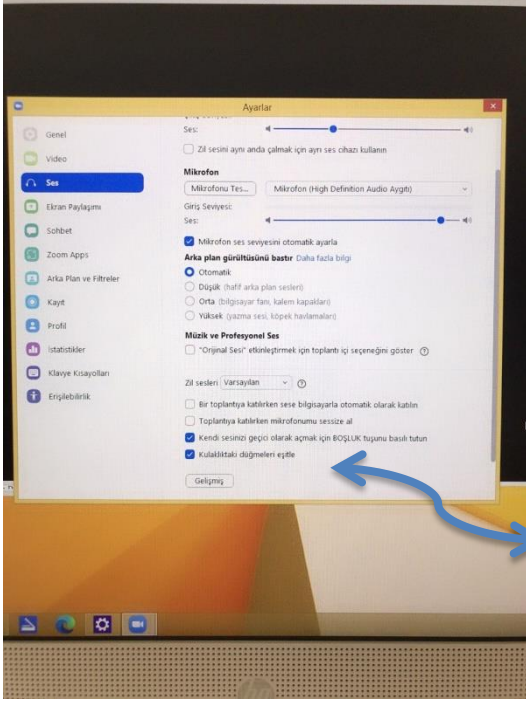 Ayarlar
Genel
Video
Ses
Ekran Paylaşımı
Sohbet
Zoom Apps
Arka Plan ve Filtreler
Kayıt
Profil
İstatistikler
Klavye Kısayolları
Erişilebilirlik
Ses:
Zil sesini aynı anda çalmak için ayrı ses cihazı kullanın
Mikrofon
Mikrofonu Tes... Mikrofon (High Definition Audio Aygıtı)
Giriş Seviyesi:
Ses:
Mikrofon ses seviyesini otomatik ayarla
Arka plan gürültüsünü bastır Daha fazla bilgi
Otomatik
Düşük (hafif arka plan sesleri)
Orta (bilgisayar fanı, kalem kapakları)
Yüksek (yazma sesi, köpek havlamaları)
Müzik ve Profesyonel Ses
"Orijinal Sesi" etkinleştirmek için toplantı içi seçeneğini göster
Zil sesleri Varsayılan
Bir toplantıya katılırken sese bilgisayarla otomatik olarak katılın
Toplantıya katılırken mikrofonumu sessize al
Kendi sesinizi geçici olarak açmak için BOŞLUK tuşunu basılı tutun
Kulaklıktaki düğmeleri eşitle
Gelişmiş
hp